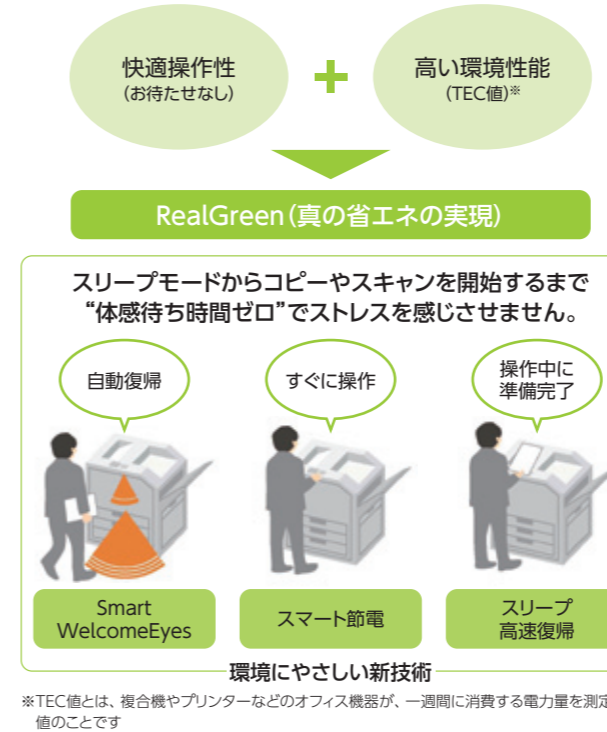 快適操作性
(お待たせなし)
+
高い環境性能
(TEC値)※
RealGreen(真の省エネの実現)
スリープモードからコピーやスキャンを開始するまで
“体感待ち時間ゼロ”でストレスを感じさせません。
自動復帰
すぐに操作
操作中に
準備完了
Smart
WelcomeEyes
スマート節電
スリープ
高速復帰
環境にやさしい新技術
※TEC値とは、複合機やプリンターなどのオフィス機器が、一週間に消費する電力量を測定
値のことです